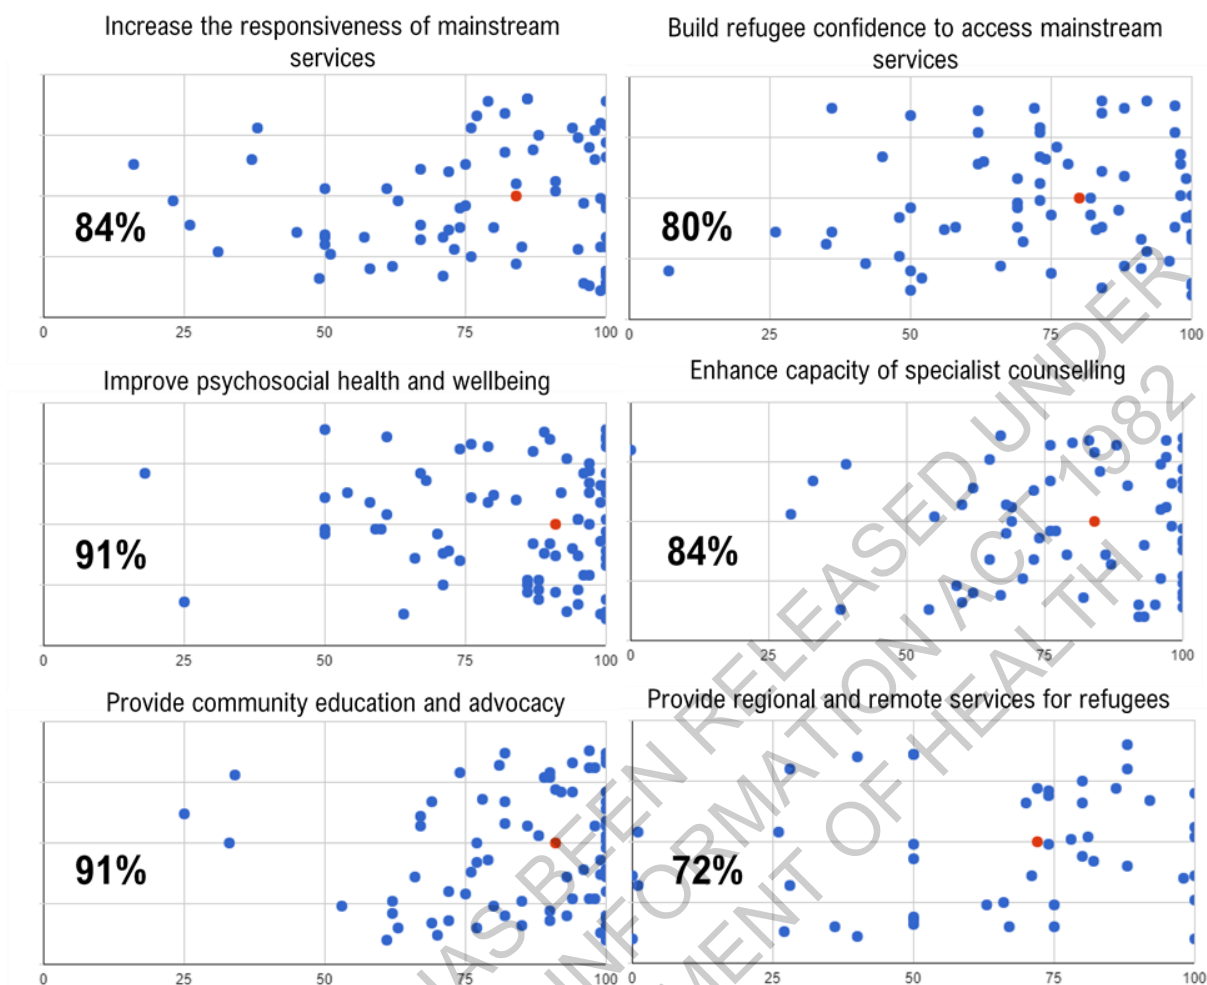 Increase the responsiveness of mainstream
services
84%
0 25 50 75 100
Build refugee confidence to access mainstream
services
80%
0 25 50 75 100
Improve psychosocial health and wellbeing
91%
0 25 50 75 100
Enhance capacity of specialist counselling
84%
0 25 50 75 100
Provide community education and advocacy
91%
0 25 50 75 100
Provide regional and remote services for refugees
72%
0 25 50 75 100
HAS BEEN RELEASED UNDER
INFORMATION ACT 1982
MENT OF HEALTH